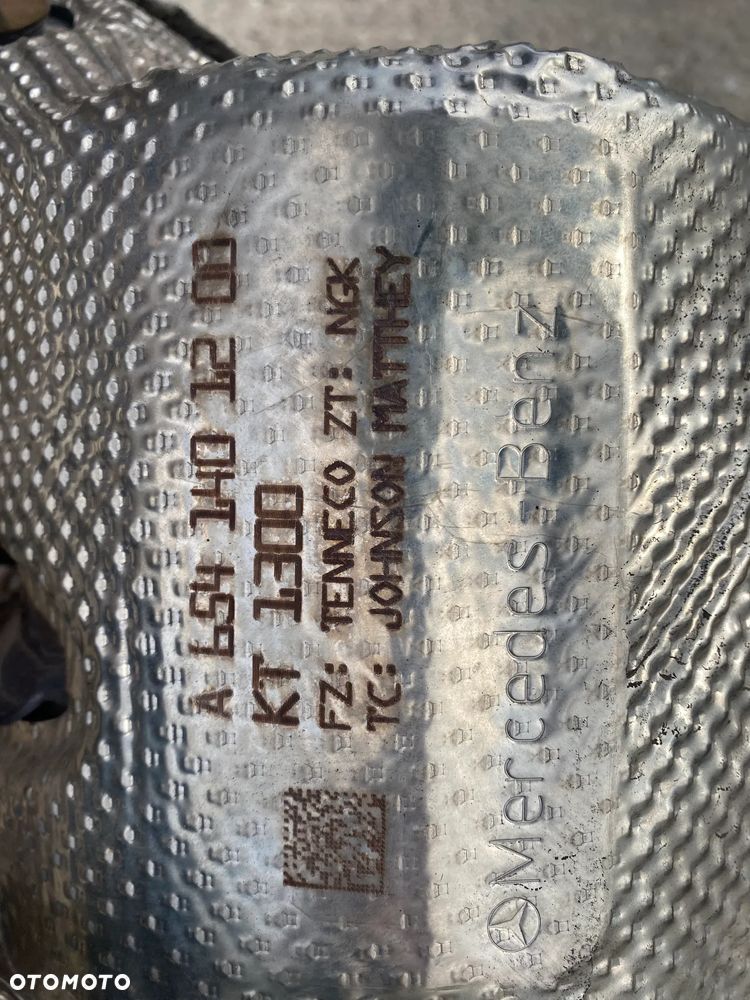 A 654 140 12 00
KT 1300
FZ: TENNECO ZT: NGK
TC: JOHNSON MATTHEY
Mercedes-Benz
OTOMOTO